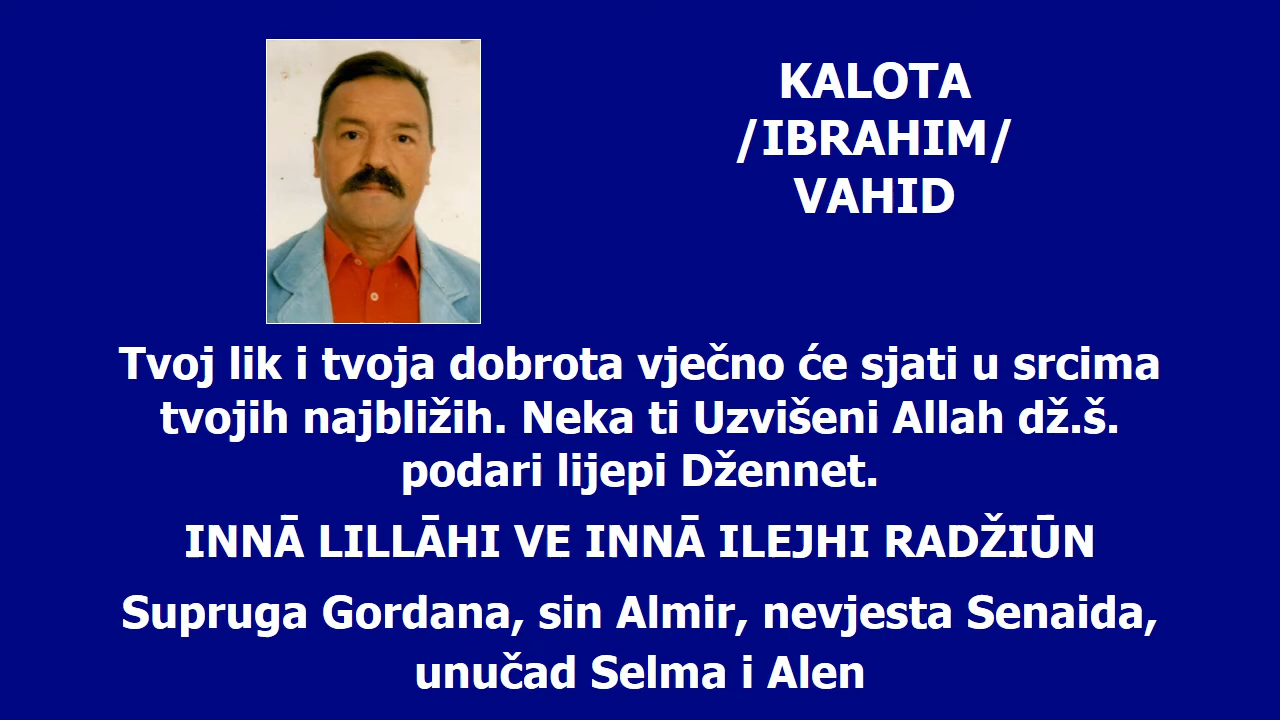 KALOTA
/IBRAHIM/
VAHID
Tvoj lik i tvoja dobrota vječno će sjati u srcima
tvojih najbližih. Neka ti Uzvišeni Allah dž.š.
podari lijepi Džennet.
INNĀ LILLĀHI VE INNĀ ILEJHI RADŽIŪN
Supruga Gordana, sin Almir, nevjesta Senaida,
unučad Selma i Alen